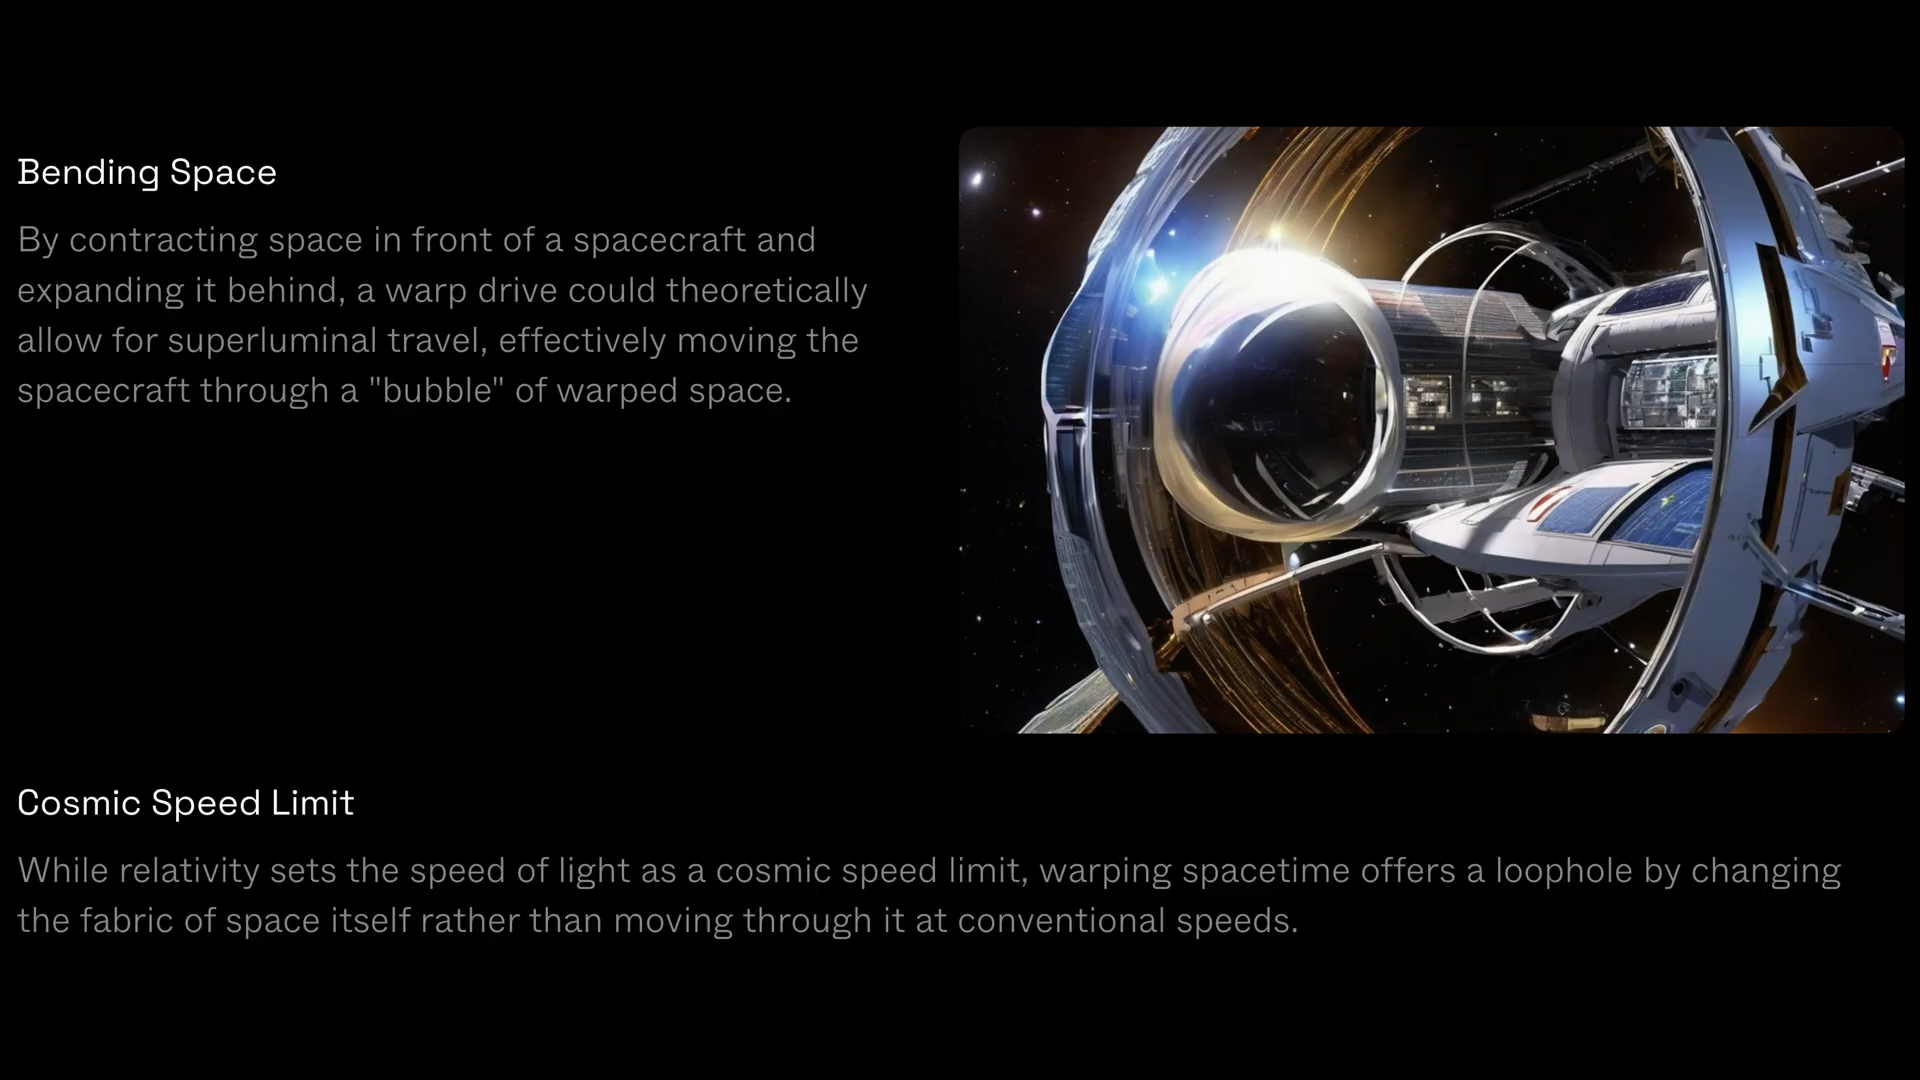 Bending Space
By contracting space in front of a spacecraft and
expanding it behind, a warp drive could theoretically
allow for superluminal travel, effectively moving the
spacecraft through a "bubble" of warped space.
Cosmic Speed Limit
While relativity sets the speed of light as a cosmic speed limit, warping spacetime offers a loophole by changing
the fabric of space itself rather than moving through it at conventional speeds.